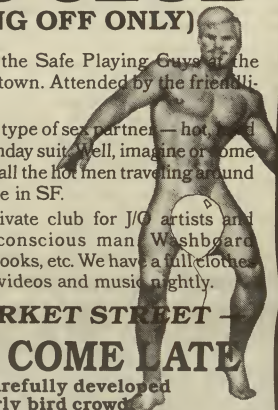 NG OFF ONLY)
the Safe Playing Guys at the
town. Attended by the friendli-
type of sex partner — hot,
nday suit. Well, imagine or come
all the hot men traveling around
e in SF.
ivate club for J/O artists and
conscious man. Washboard
ooks, etc. We have a full clothes
videos and music nightly.
RKET STREET —
COME LATE
arefully developed
rly bird crowd